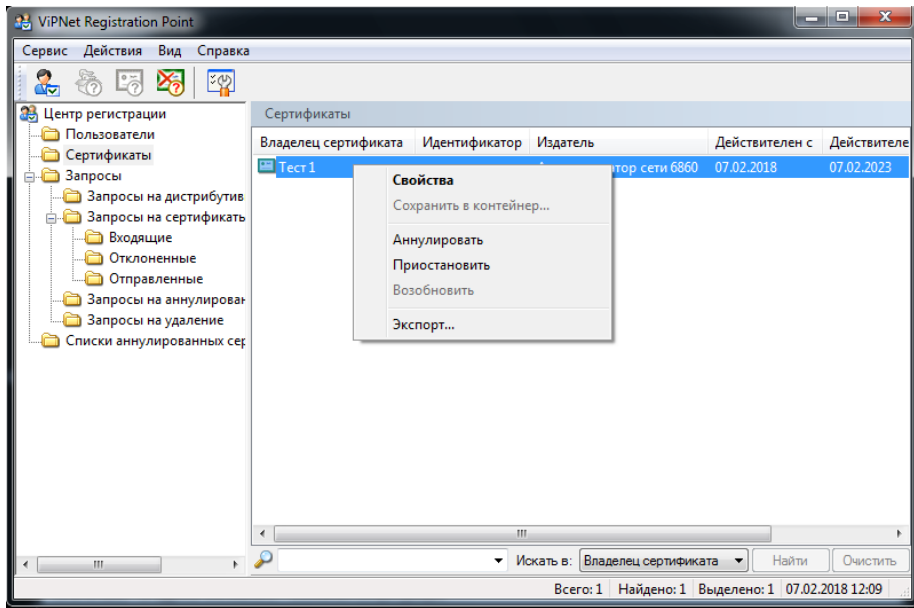 ViPNet Registration Point
Сервис Действия Вид Справка
Центр регистрации
Пользователи
Сертификаты
Запросы
Запросы на дистрибутив
Запросы на сертификать
Входящие
Отклоненные
Отправленные
Запросы на аннулирован
Запросы на удаление
Списки аннулированных сер
Сертификаты
Владелец сертификата Идентификатор Издатель Действителен с Действителе
Тест 1 тор сети 6860 07.02.2018 07.02.2023
Свойства
Сохранить в контейнер...
Аннулировать
Приостановить
Возобновить
Экспорт...
Искать в: Владелец сертификата Найти Очистить
Всего: 1 Найдено: 1 Выделено: 1 07.02.2018 12:09